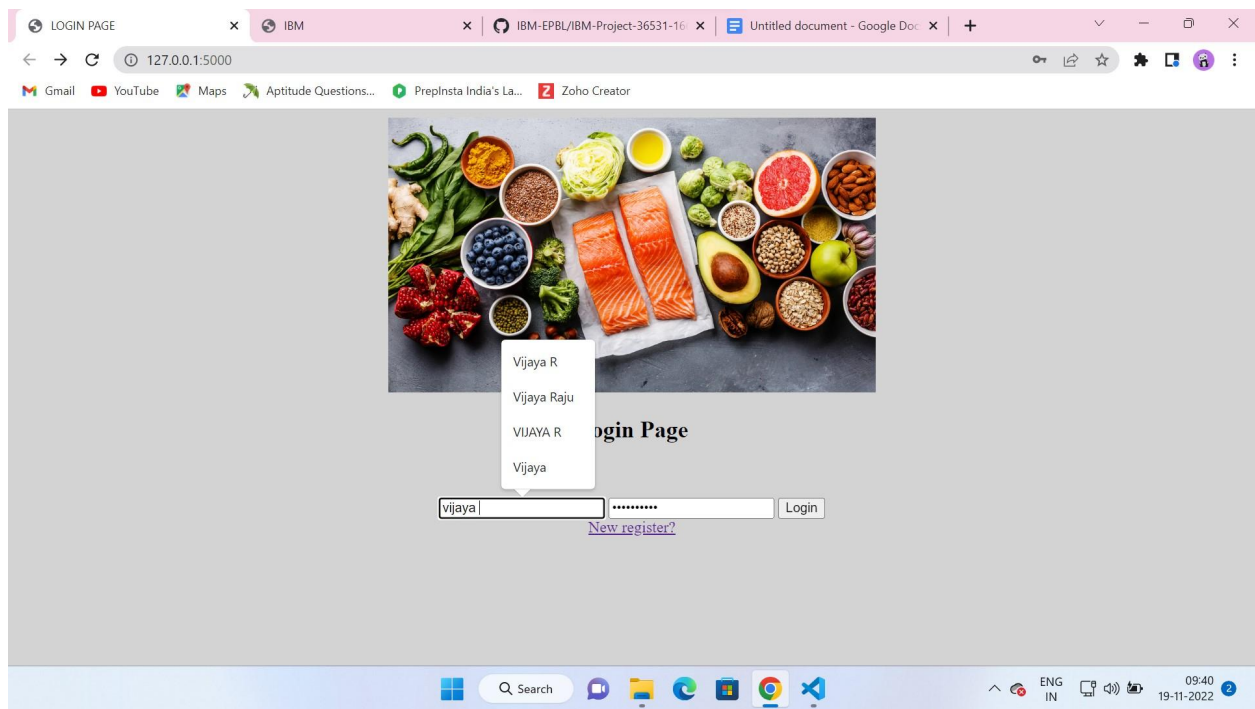 LOGIN PAGE
IBM
IBM-EPBL/IBM-Project-36531-16
Untitled document - Google Doc
127.0.0.1:5000
Gmail
YouTube
Maps
Aptitude Questions...
PrepInsta India's La...
Zoho Creator
Vijaya R
Vijaya Raju
VIJAYA R
Vijaya
ogin Page
vijaya
••••••••••
Login
New register?
Search
ENG
IN
09:40
19-11-2022
2